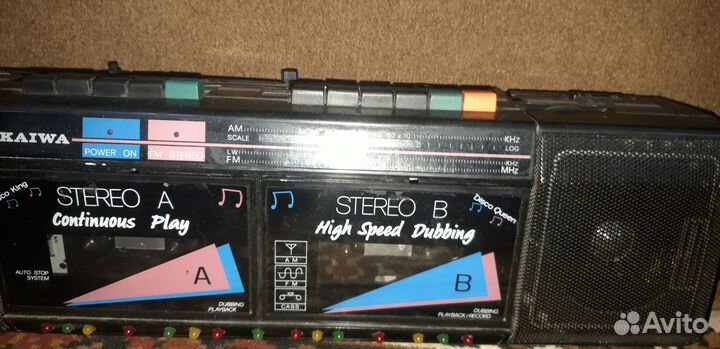 KAIWA
POWER ON
FM STEREO
AM
SCALE
LW
FM
x 10
KHz
LOG
KHz
MHz
Disco King
STEREO A
Continuous Play
AUTO STOP
SYSTEM
A
DUBBING
PLAYBACK
STEREO B
Disco Queen
High Speed Dubbing
AM
FM
CASS.
B
DUBBING
PLAYBACK/RECORD
Avito